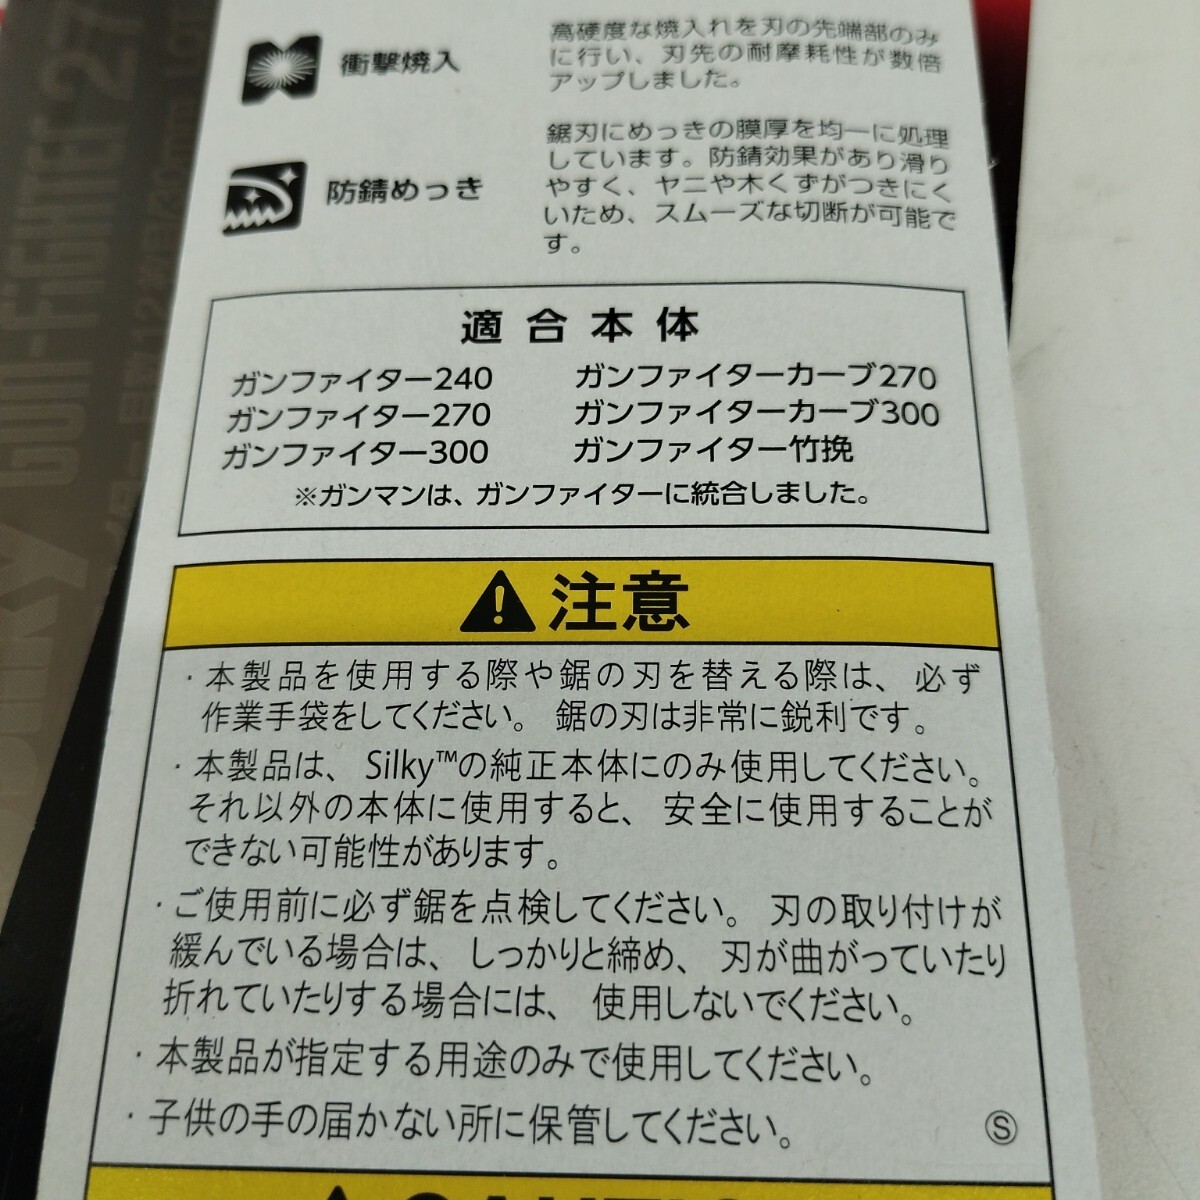 衝撃焼入
高硬度な焼入れを刃の先端部のみ
に行い、刃先の耐摩耗性が数倍
アップしました。
防錆めっき
鋸刃にめっきの膜厚を均一に処理
しています。防錆効果があり滑り
やすく、ヤニや木くずがつきにく
いため、スムーズな切断が可能で
す。
適合本体
ガンファイター240 ガンファイターカーブ270
ガンファイター270 ガンファイターカーブ300
ガンファイター300 ガンファイター竹挽
※ガンマンは、ガンファイターに統合しました。
注意
・本製品を使用する際や鋸の刃を替える際は、必ず
作業手袋をしてください。鋸の刃は非常に鋭利です。
・本製品は、Silky™の純正本体にのみ使用してください。
それ以外の本体に使用すると、安全に使用することが
できない可能性があります。
・ご使用前に必ず鋸を点検してください。刃の取り付けが
緩んでいる場合は、しっかりと締め、刃が曲がっていたり
折れていたりする場合には、使用しないでください。
・本製品が指定する用途のみで使用してください。
・子供の手の届かない所に保管してください。
Ⓢ
SILKY GUN-FIGHTER 27